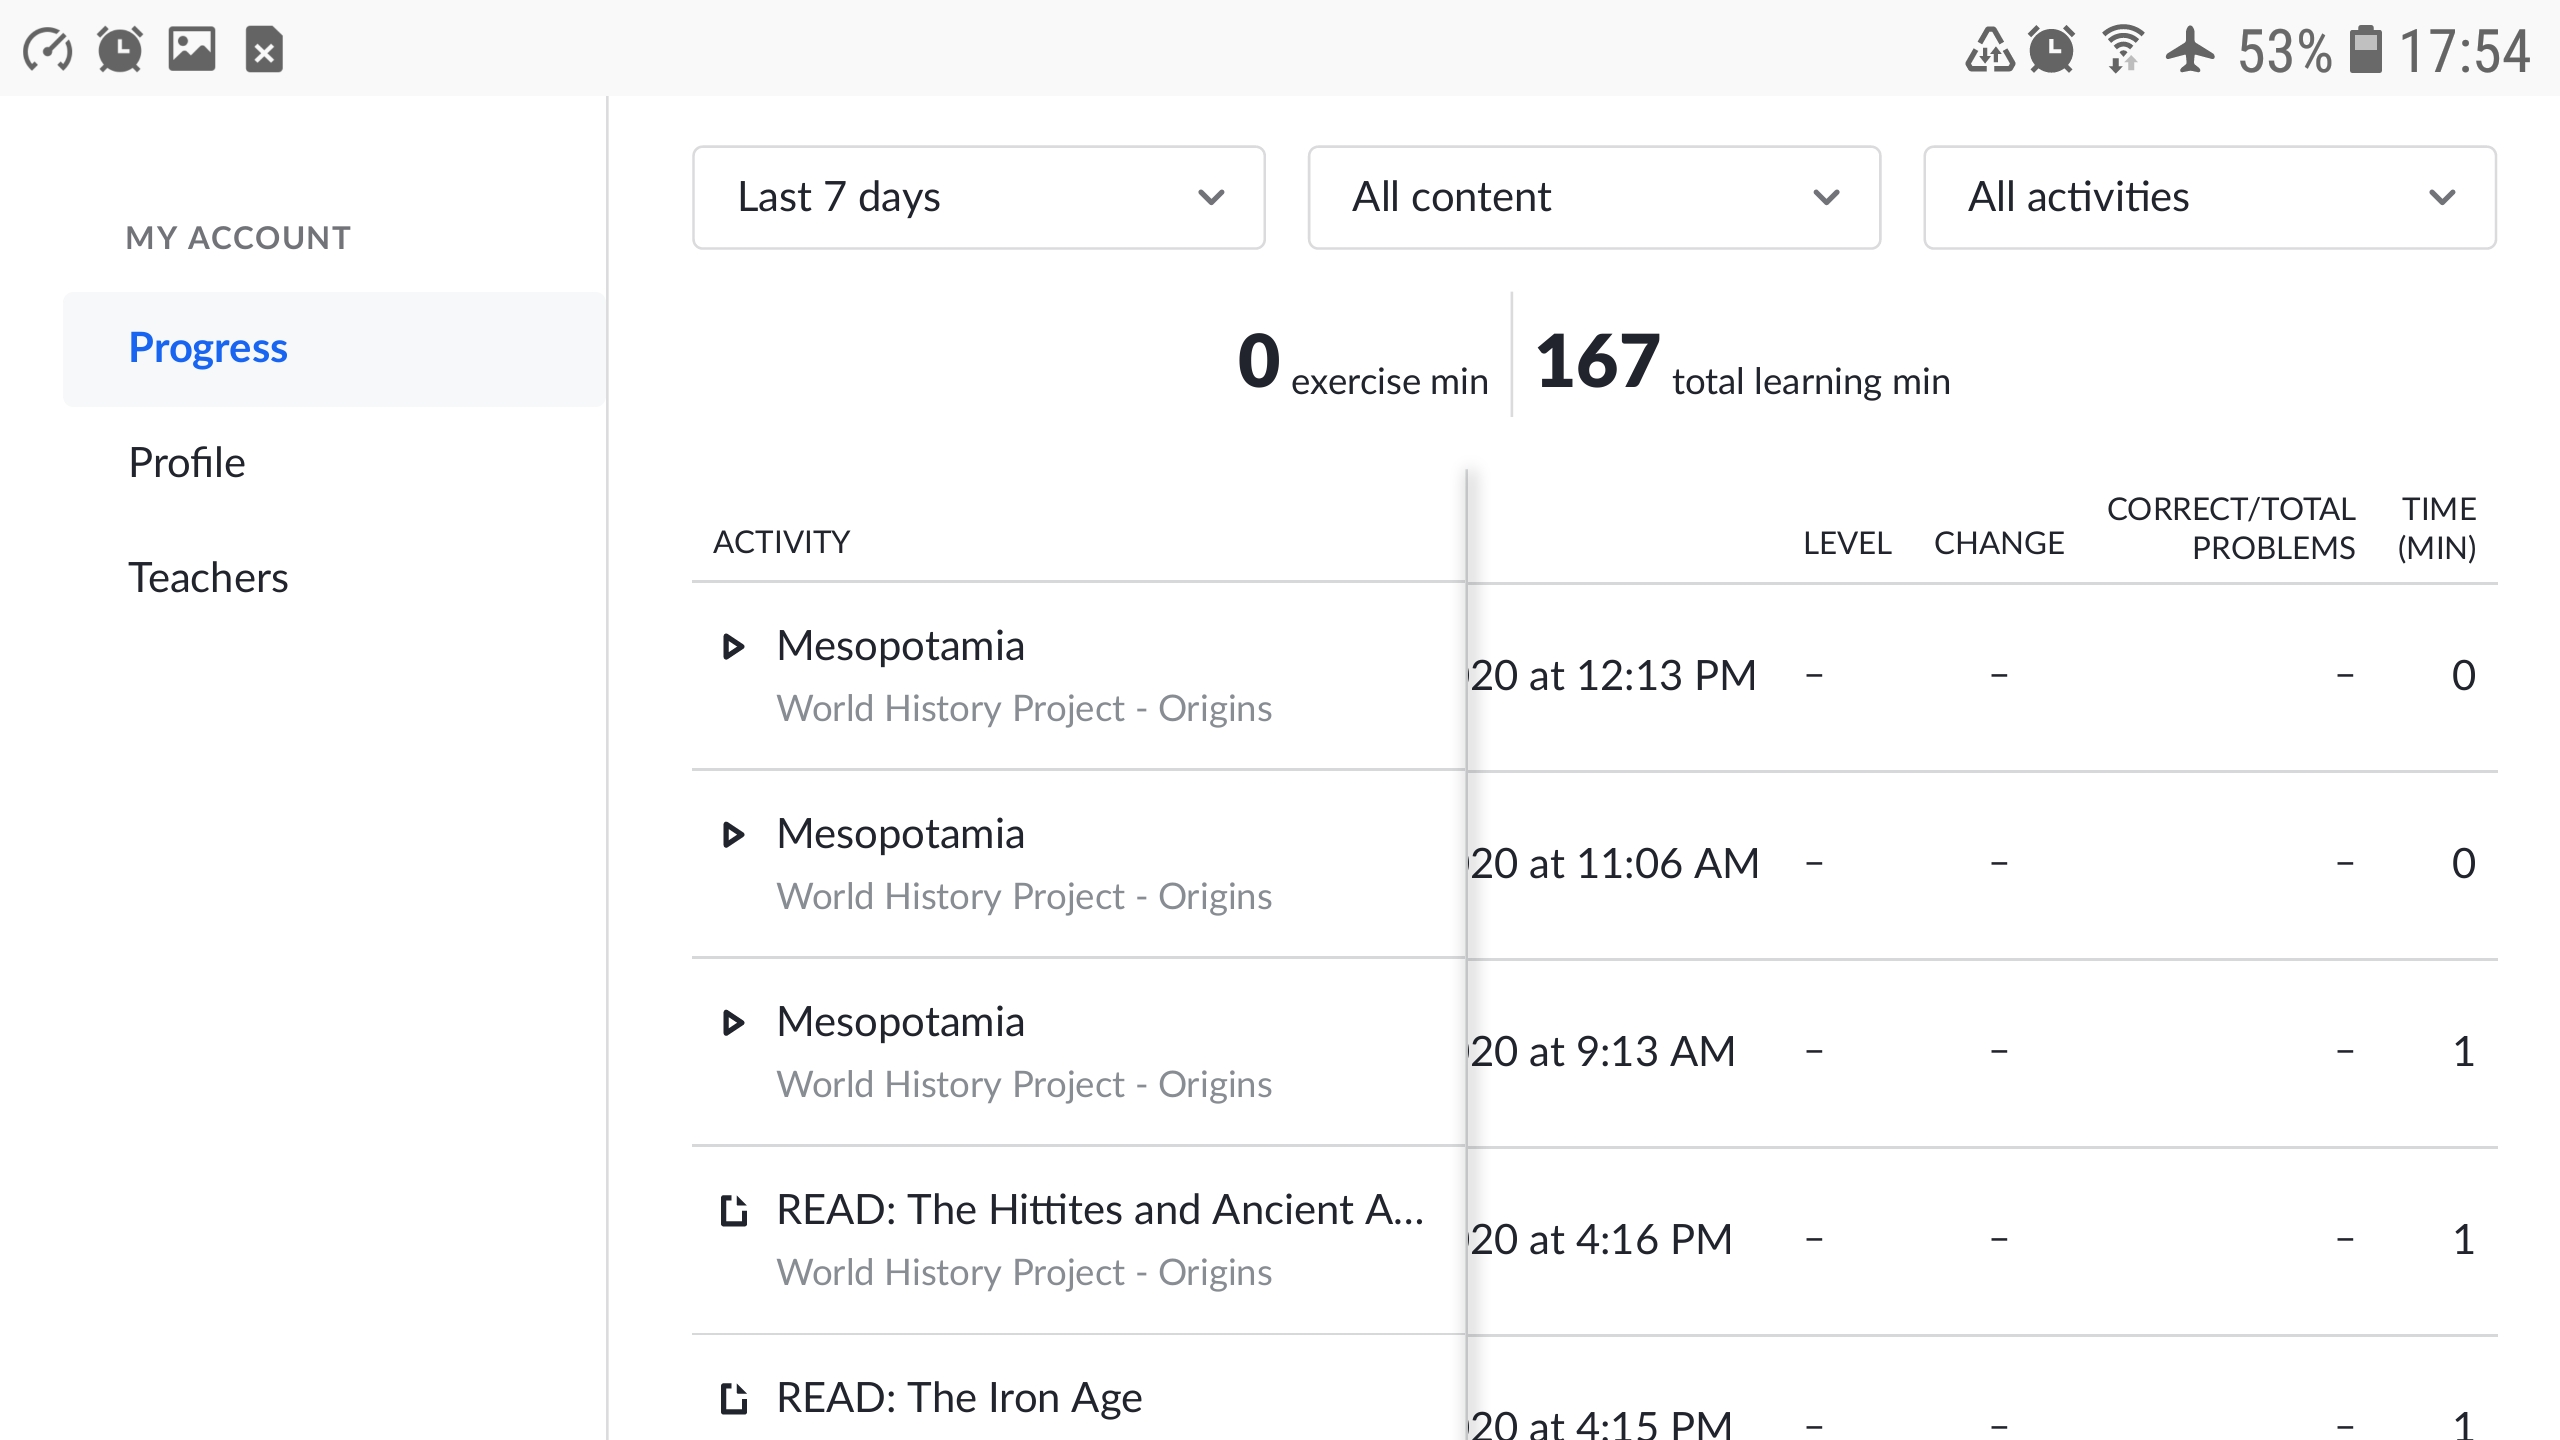 53% 17:54
MY ACCOUNT
Progress
Profile
Teachers
Last 7 days
All content
All activities
0 exercise min
167 total learning min
ACTIVITY LEVEL CHANGE CORRECT/TOTAL PROBLEMS TIME (MIN)
Mesopotamia
World History Project - Origins
20 at 12:13 PM – – – 0
Mesopotamia
World History Project - Origins
20 at 11:06 AM – – – 0
Mesopotamia
World History Project - Origins
20 at 9:13 AM – – – 1
READ: The Hittites and Ancient A...
World History Project - Origins
20 at 4:16 PM – – – 1
READ: The Iron Age
20 at 4:15 PM – – – 1